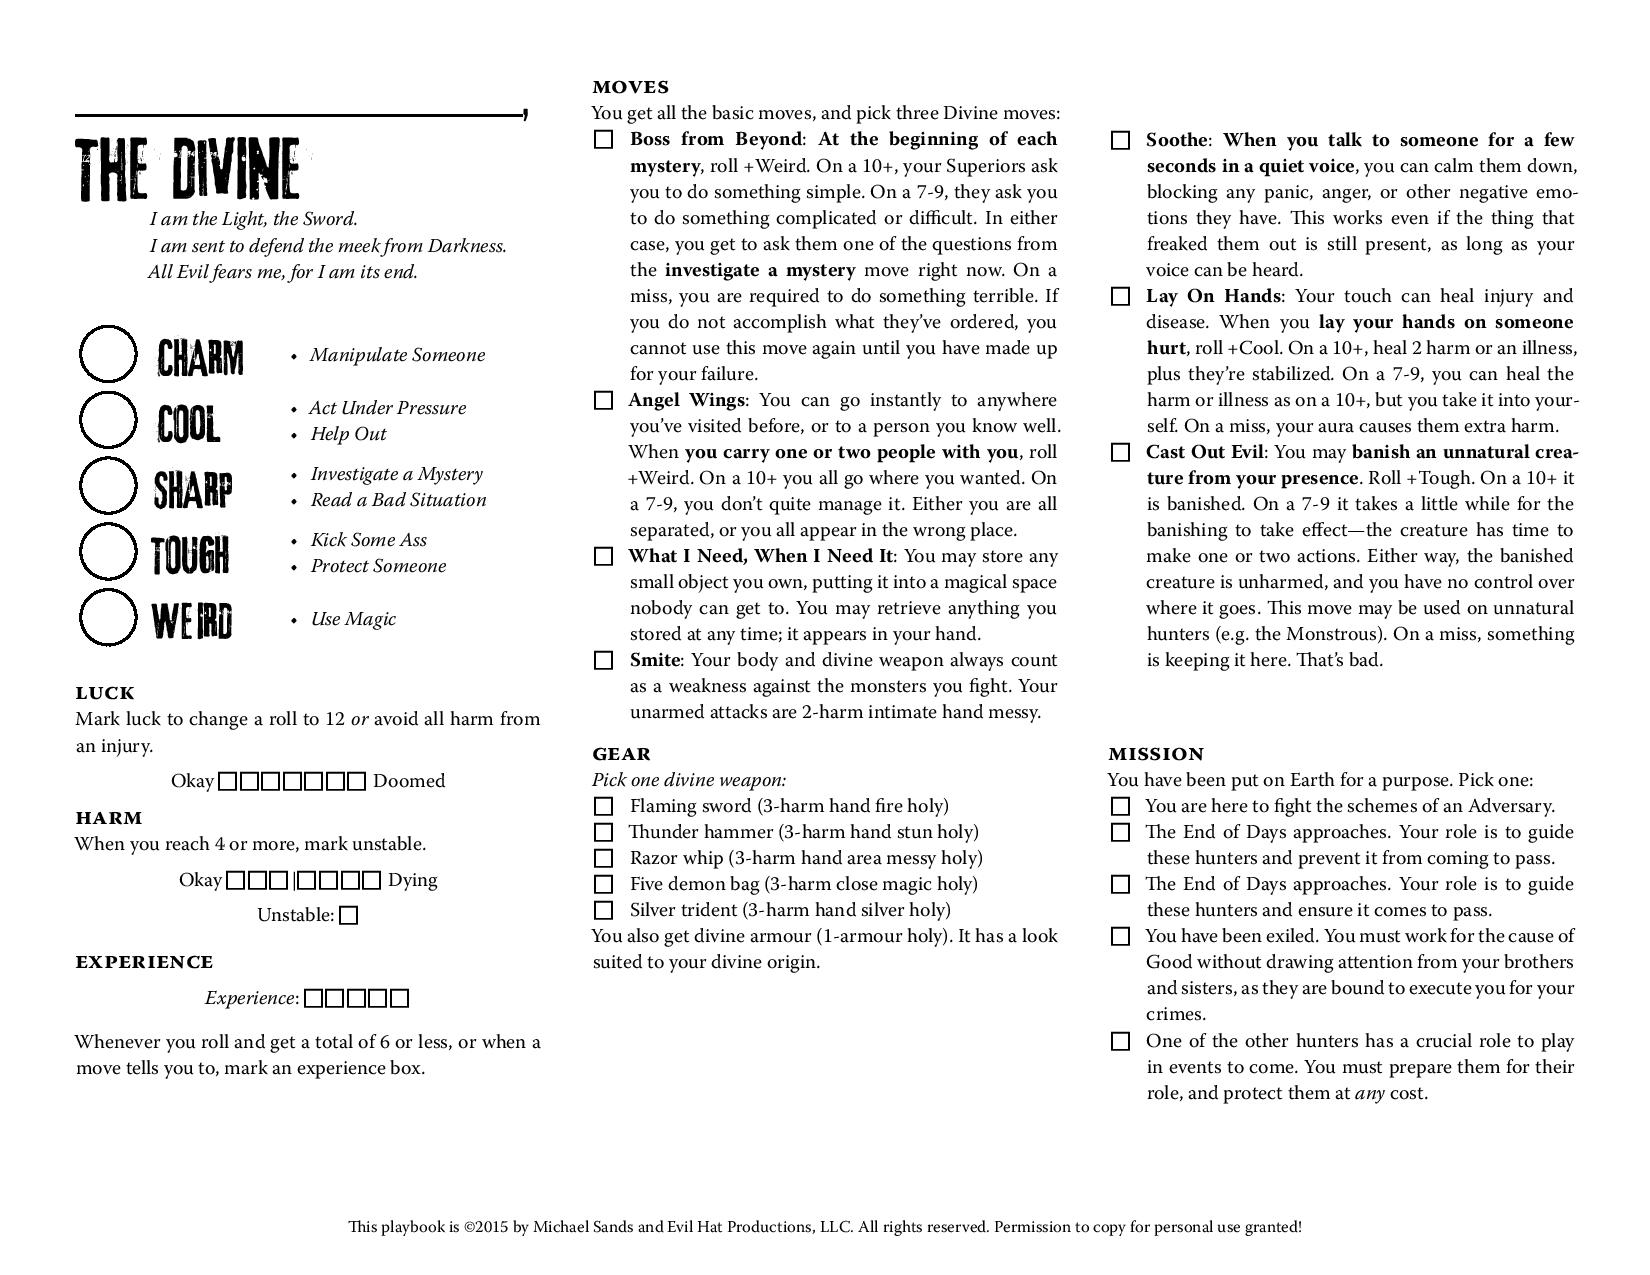 ,
THE DIVINE
I am the Light, the Sword.
I am sent to defend the meek from Darkness.
All Evil fears me, for I am its end.
CHARM
• Manipulate Someone
COOL
• Act Under Pressure
• Help Out
SHARP
• Investigate a Mystery
• Read a Bad Situation
TOUGH
• Kick Some Ass
• Protect Someone
WEIRD
• Use Magic
LUCK
Mark luck to change a roll to 12 or avoid all harm from
an injury.
Okay □□□□□□□ Doomed
HARM
When you reach 4 or more, mark unstable.
Okay □□□|□□□□ Dying
Unstable: □
EXPERIENCE
Experience: □□□□□
Whenever you roll and get a total of 6 or less, or when a
move tells you to, mark an experience box.
MOVES
You get all the basic moves, and pick three Divine moves:
□ Boss from Beyond: At the beginning of each
mystery, roll +Weird. On a 10+, your Superiors ask
you to do something simple. On a 7-9, they ask you
to do something complicated or difficult. In either
case, you get to ask them one of the questions from
the investigate a mystery move right now. On a
miss, you are required to do something terrible. If
you do not accomplish what they've ordered, you
cannot use this move again until you have made up
for your failure.
□ Angel Wings: You can go instantly to anywhere
you've visited before, or to a person you know well.
When you carry one or two people with you, roll
+Weird. On a 10+ you all go where you wanted. On
a 7-9, you don't quite manage it. Either you are all
separated, or you all appear in the wrong place.
□ What I Need, When I Need It: You may store any
small object you own, putting it into a magical space
nobody can get to. You may retrieve anything you
stored at any time; it appears in your hand.
□ Smite: Your body and divine weapon always count
as a weakness against the monsters you fight. Your
unarmed attacks are 2-harm intimate hand messy.
□ Soothe: When you talk to someone for a few
seconds in a quiet voice, you can calm them down,
blocking any panic, anger, or other negative emo-
tions they have. This works even if the thing that
freaked them out is still present, as long as your
voice can be heard.
□ Lay On Hands: Your touch can heal injury and
disease. When you lay your hands on someone
hurt, roll +Cool. On a 10+, heal 2 harm or an illness,
plus they're stabilized. On a 7-9, you can heal the
harm or illness as on a 10+, but you take it into your-
self. On a miss, your aura causes them extra harm.
□ Cast Out Evil: You may banish an unnatural crea-
ture from your presence. Roll +Tough. On a 10+ it
is banished. On a 7-9 it takes a little while for the
banishing to take effect—the creature has time to
make one or two actions. Either way, the banished
creature is unharmed, and you have no control over
where it goes. This move may be used on unnatural
hunters (e.g. the Monstrous). On a miss, something
is keeping it here. That's bad.
GEAR
Pick one divine weapon:
□ Flaming sword (3-harm hand fire holy)
□ Thunder hammer (3-harm hand stun holy)
□ Razor whip (3-harm hand area messy holy)
□ Five demon bag (3-harm close magic holy)
□ Silver trident (3-harm hand silver holy)
You also get divine armour (1-armour holy). It has a look
suited to your divine origin.
MISSION
You have been put on Earth for a purpose. Pick one:
□ You are here to fight the schemes of an Adversary.
□ The End of Days approaches. Your role is to guide
these hunters and prevent it from coming to pass.
□ The End of Days approaches. Your role is to guide
these hunters and ensure it comes to pass.
□ You have been exiled. You must work for the cause of
Good without drawing attention from your brothers
and sisters, as they are bound to execute you for your
crimes.
□ One of the other hunters has a crucial role to play
in events to come. You must prepare them for their
role, and protect them at any cost.
This playbook is ©2015 by Michael Sands and Evil Hat Productions, LLC. All rights reserved. Permission to copy for personal use granted!